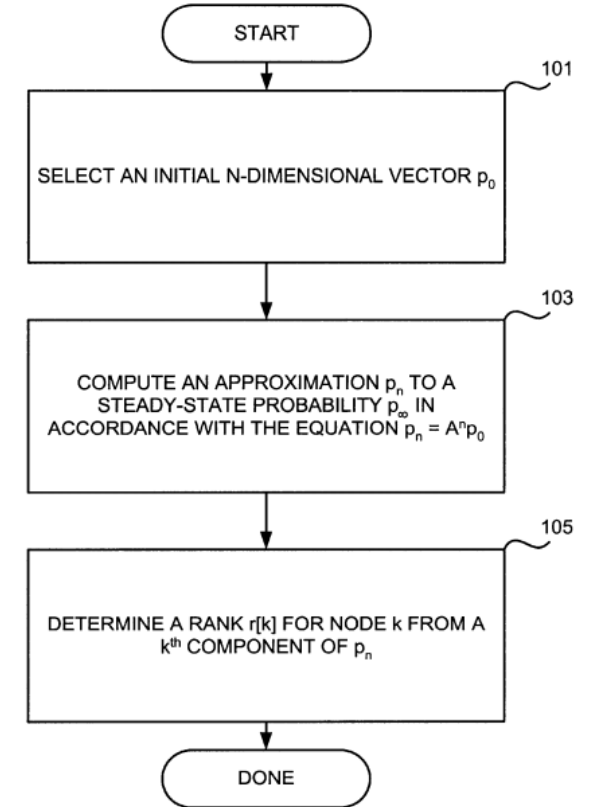 START
101
SELECT AN INITIAL N-DIMENSIONAL VECTOR p₀
103
COMPUTE AN APPROXIMATION pₙ TO A
STEADY-STATE PROBABILITY p∞ IN
ACCORDANCE WITH THE EQUATION pₙ = Aⁿp₀
105
DETERMINE A RANK r[k] FOR NODE k FROM A
kᵗʰ COMPONENT OF pₙ
DONE